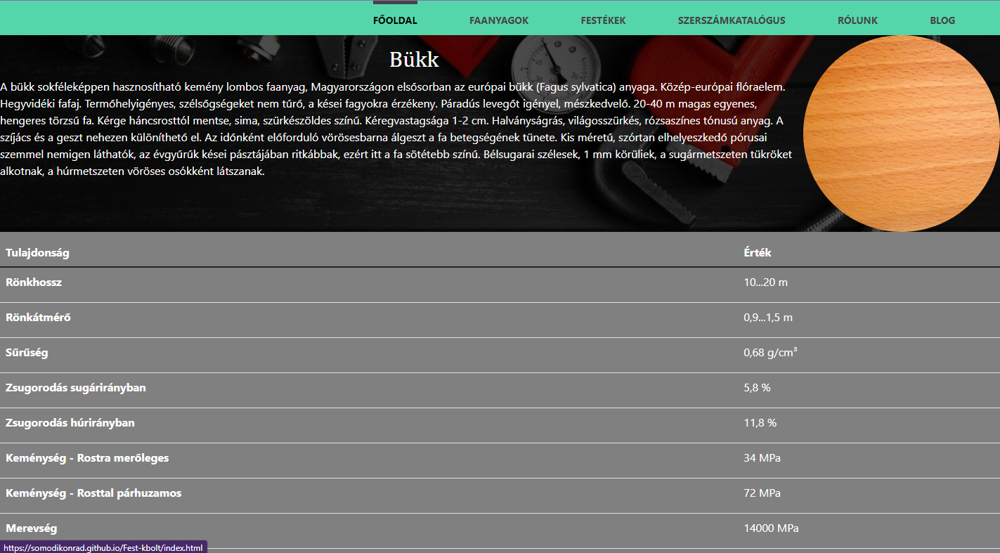 FŐOLDAL FAANYAGOK FESTÉKEK SZERSZÁMKATALÓGUS RÓLUNK BLOG
Bükk
A bükk sokféleképpen hasznosítható kemény lombos faanyag, Magyarországon elsősorban az európai bükk (Fagus sylvatica) anyaga. Közép-európai flóraelem.
Hegyvidéki fafaj. Termőhelyigényes, szélsőgségeket nem tűrő, a kései fagyokra érzékeny. Páradús levegőt igényel, mészkedvelő. 20-40 m magas egyenes,
hengeres törzsű fa. Kérge háncsrosttól mentse, sima, szürkészöldes színű. Kéregvastagsága 1-2 cm. Halványságrás, világosszürkés, rózsaszínes tónusú anyag. A
szíjács és a geszt nehezen különíthető el. Az időnként előforduló vörösesbarna álgeszt a fa betegségének tünete. Kis méretű, szórtan elhelyeszkedő pórusai
szemmel nemigen láthatók, az évgyűrűk kései pásztájában ritkábbak, ezért itt a fa sötétebb színű. Bélsugarai szélesek, 1 mm körüliek, a sugármetszeten tükröket
alkotnak, a húrmetszeten vöröses osókként látszanak.
Tulajdonság Érték
Rönkhossz 10...20 m
Rönkátmérő 0,9...1,5 m
Sűrűség 0,68 g/cm³
Zsugorodás sugárirányban 5,8 %
Zsugorodás húrirányban 11,8 %
Keménység - Rostra merőleges 34 MPa
Keménység - Rosttal párhuzamos 72 MPa
Merevség 14000 MPa
https://somodikonrad.github.io/Fest-kbolt/index.html